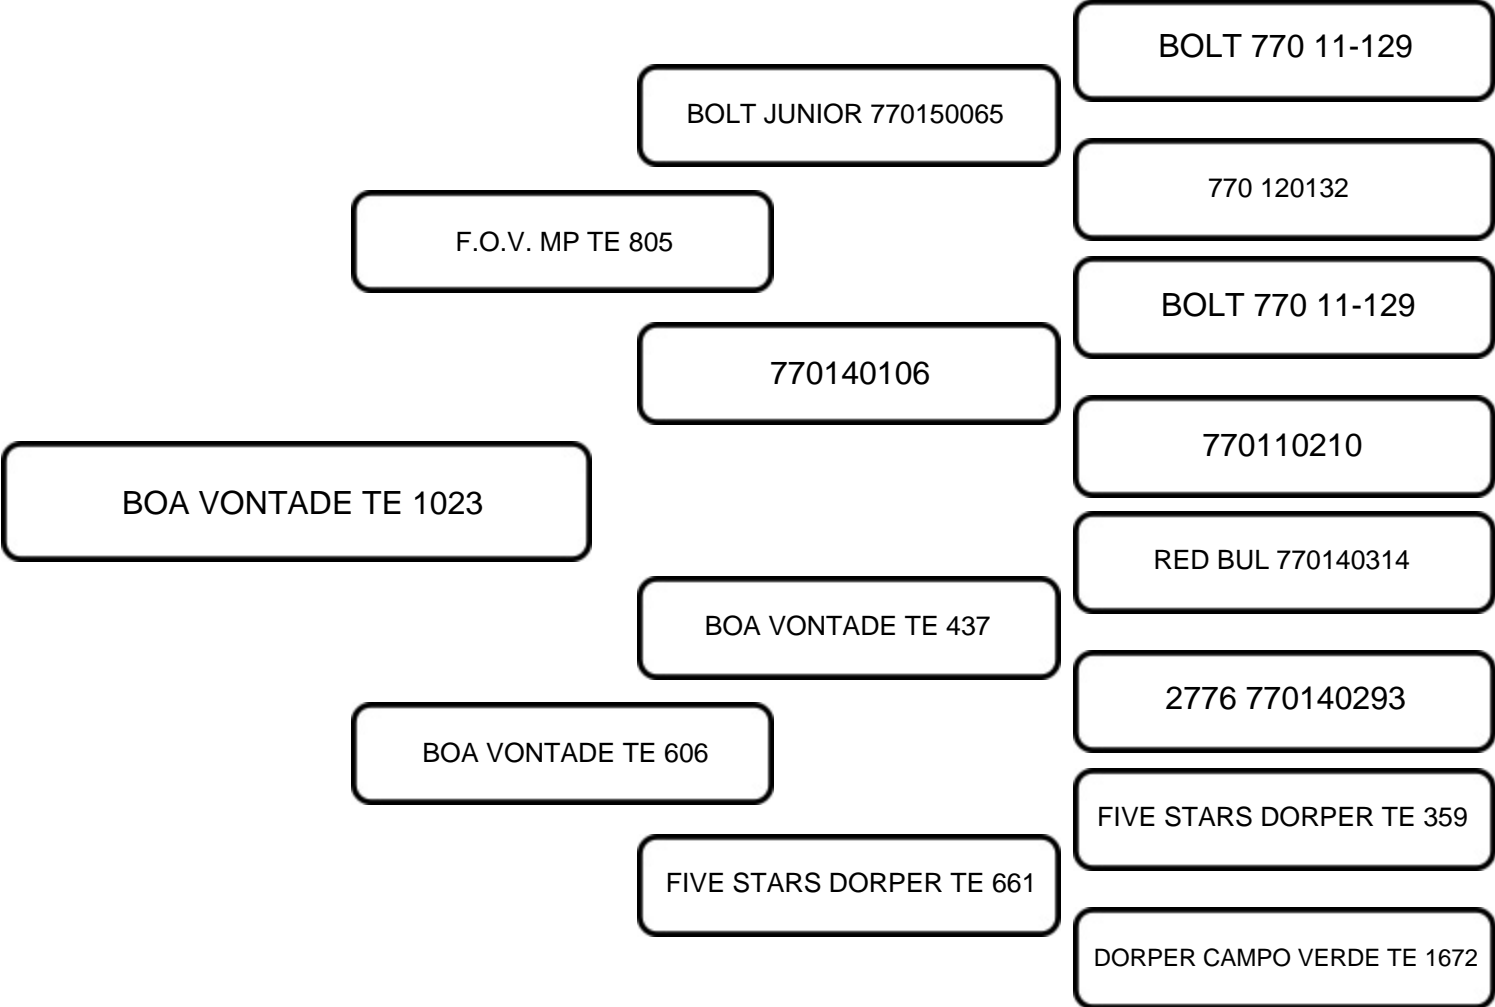 BOLT 770 11-129
BOLT JUNIOR 770150065
770 120132
F.O.V. MP TE 805
BOLT 770 11-129
770140106
770110210
BOA VONTADE TE 1023
RED BUL 770140314
BOA VONTADE TE 437
2776 770140293
BOA VONTADE TE 606
FIVE STARS DORPER TE 359
FIVE STARS DORPER TE 661
DORPER CAMPO VERDE TE 1672